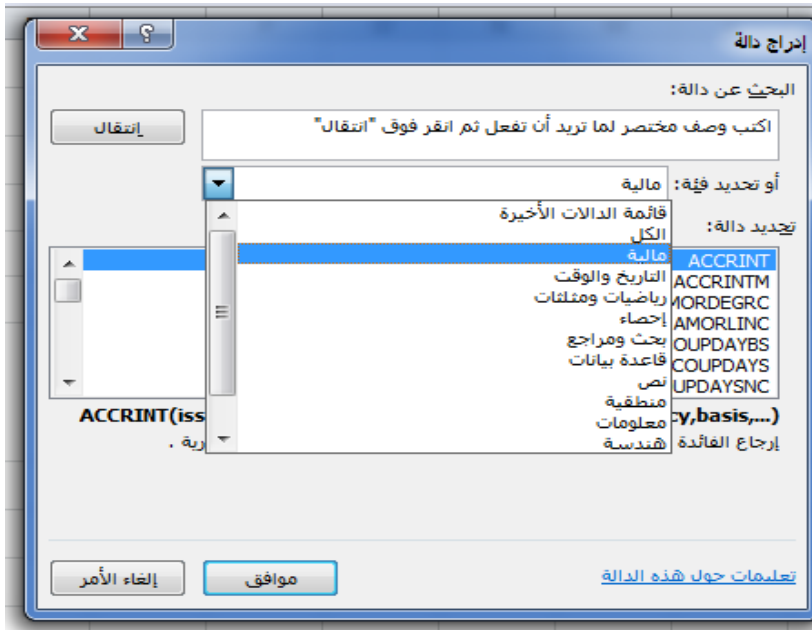 إدراج دالة
البحث عن دالة:
اكتب وصف مختصر لما تريد أن تفعل ثم انقر فوق "انتقال"
إنتقال
أو تحديد فئة: مالية
قائمة الدالات الأخيرة
الكل
مالية
التاريخ والوقت
رياضيات ومثلثات
إحصاء
بحث ومراجع
قاعدة بيانات
نص
منطقية
معلومات
هندسة
تحديد دالة:
ACCRINT
ACCRINTM
MORDEGRC
AMORLINC
OUPDAYBS
COUPDAYS
UPDAYSNC
ACCRINT(iss cy,basis,...)
إرجاع الفائدة رية .
تعليمات حول هذه الدالة
موافق
إلغاء الأمر